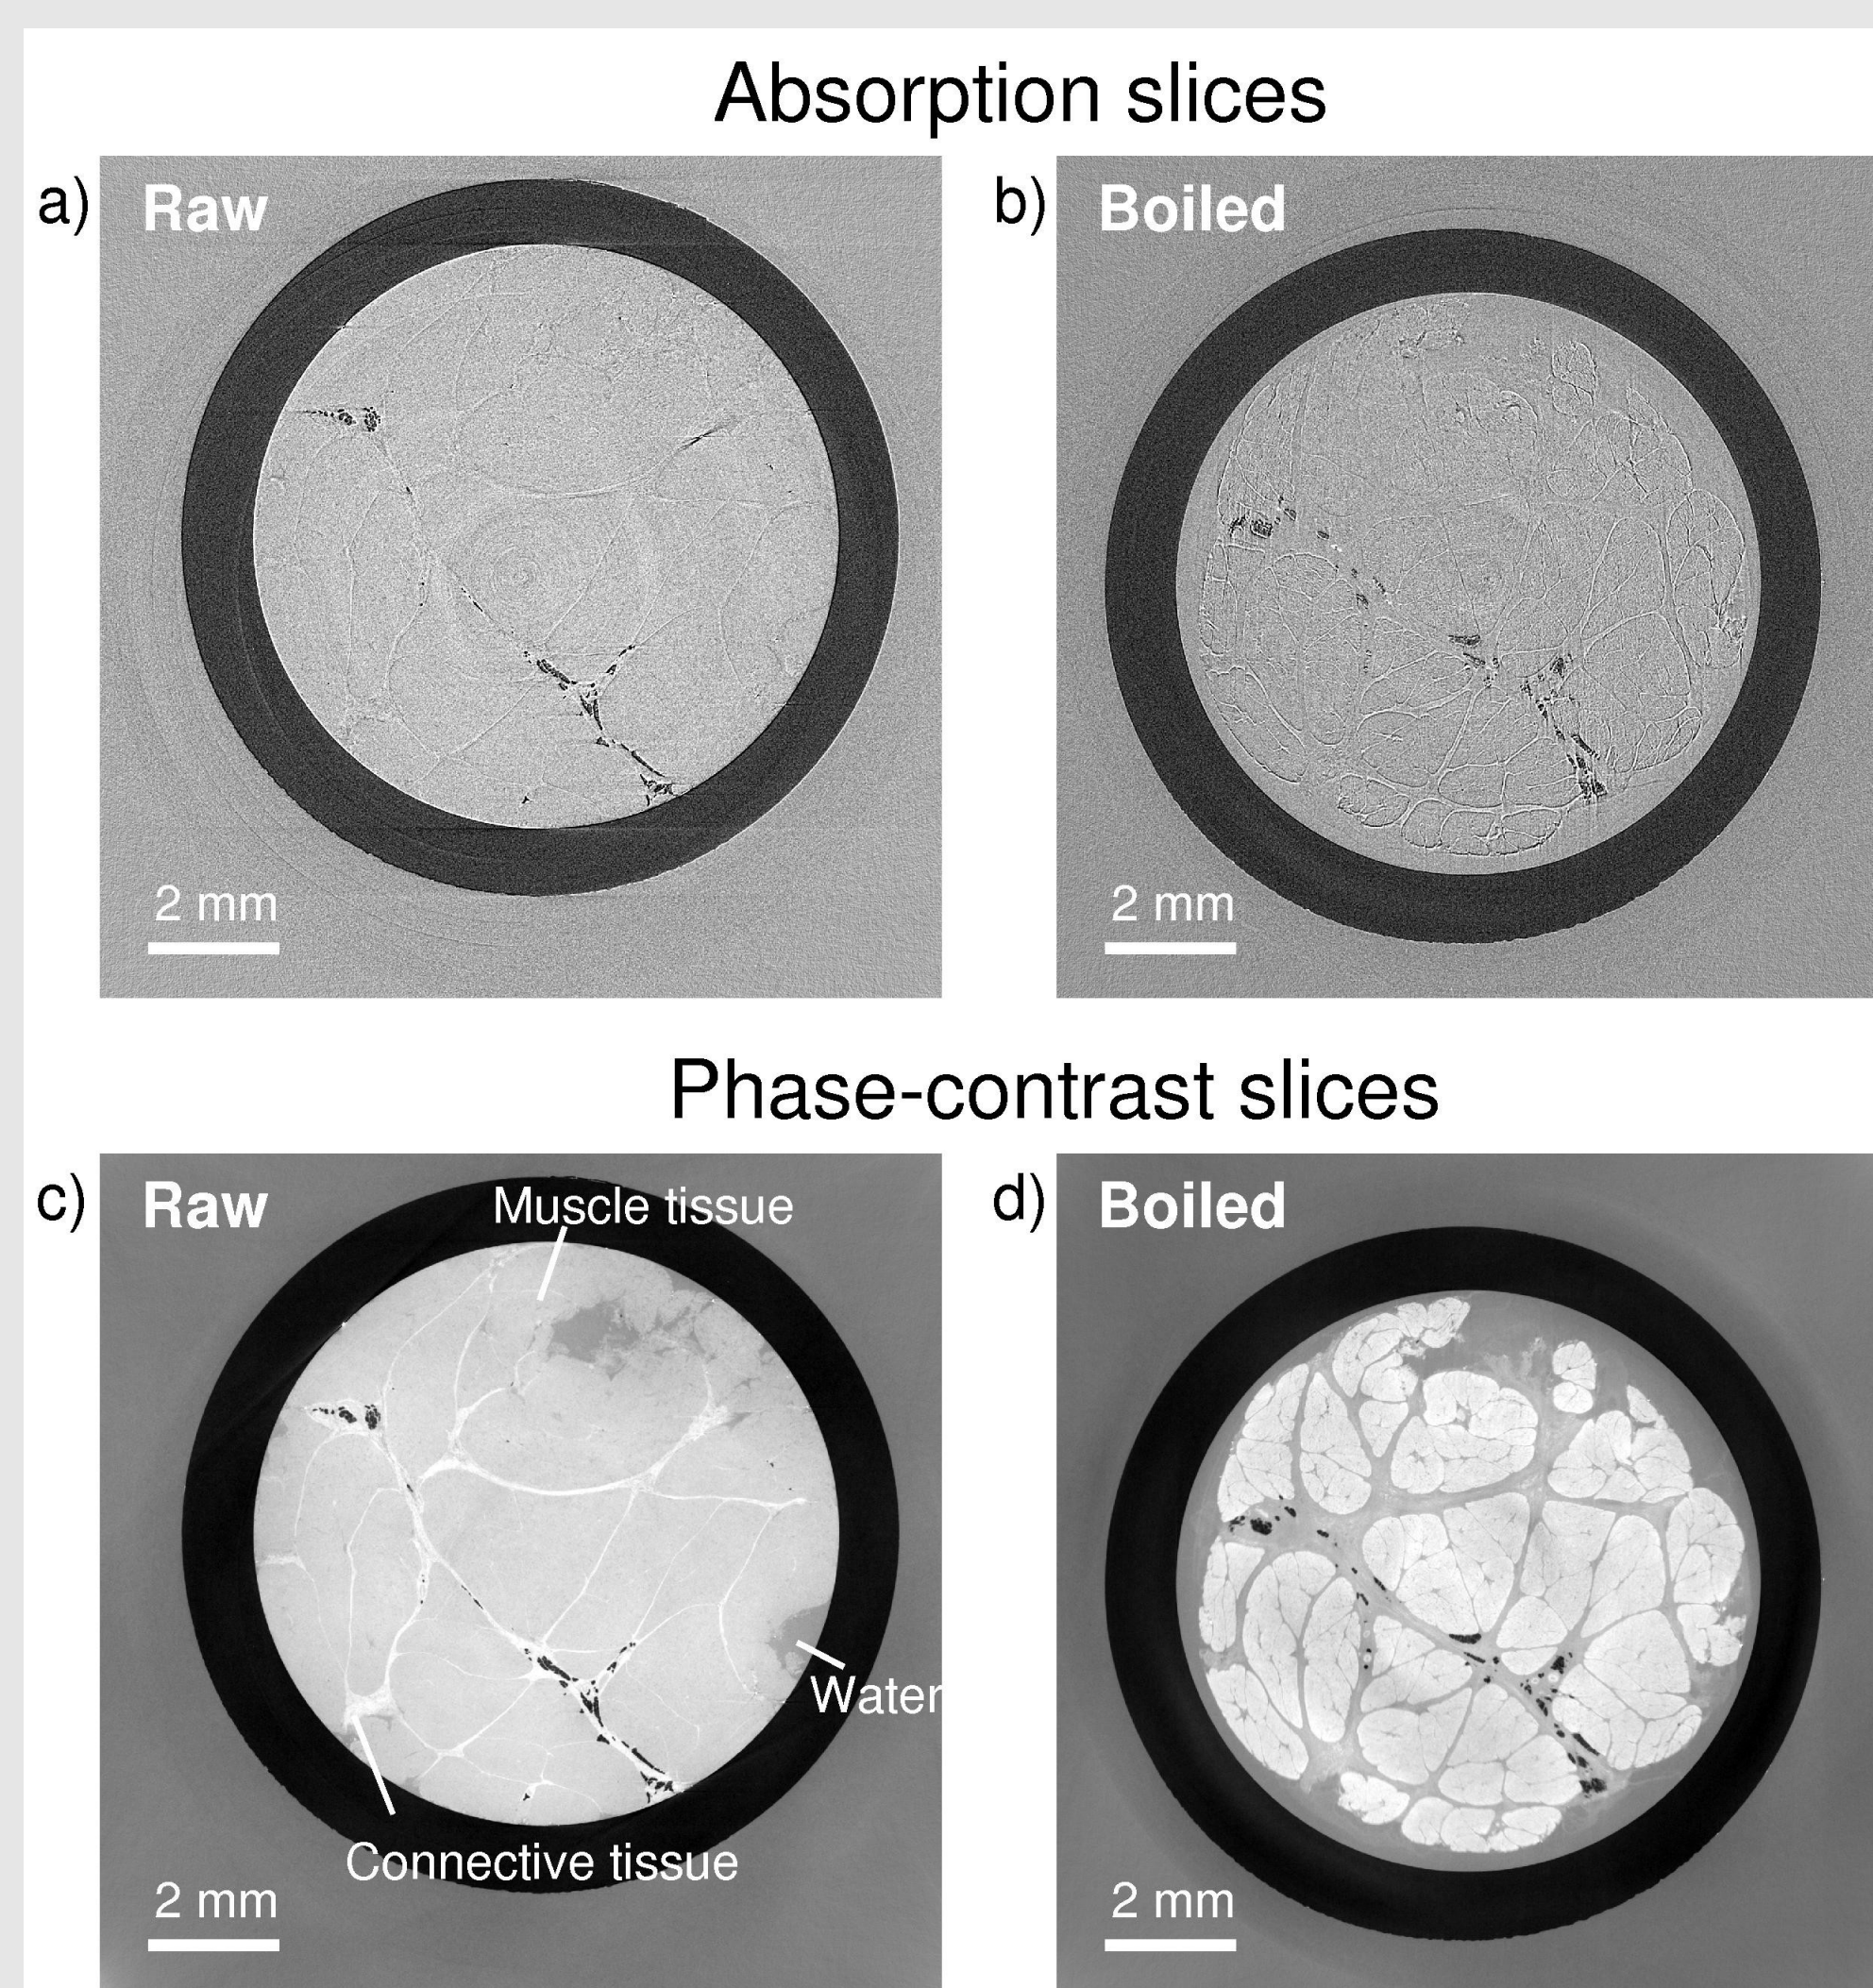 Absorption slices
a) Raw
b) Boiled
2 mm
2 mm
Phase-contrast slices
c) Raw
Muscle tissue
d) Boiled
Water
Connective tissue
2 mm
2 mm